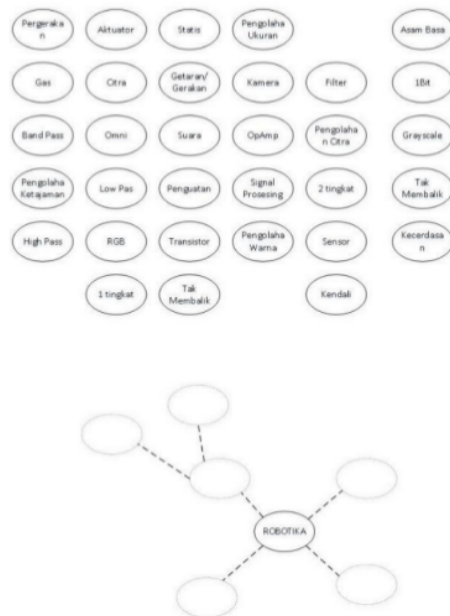 Pergeraka
n
Aktuator
Statis
Pengolaha
Ukuran
Asam Basa
Gas
Citra
Getaran/
Gerakan
Kamera
Filter
1Bit
Band Pass
Omni
Suara
OpAmp
Pengolaha
n Citra
Grayscale
Pengolaha
Ketajaman
Low Pas
Penguatan
Signal
Prosesing
2 tingkat
Tak
Membalik
High Pass
RGB
Transistor
Pengolaha
Warna
Sensor
Kecerdasa
n
1 tingkat
Tak
Membalik
Kendali
ROBOTIKA